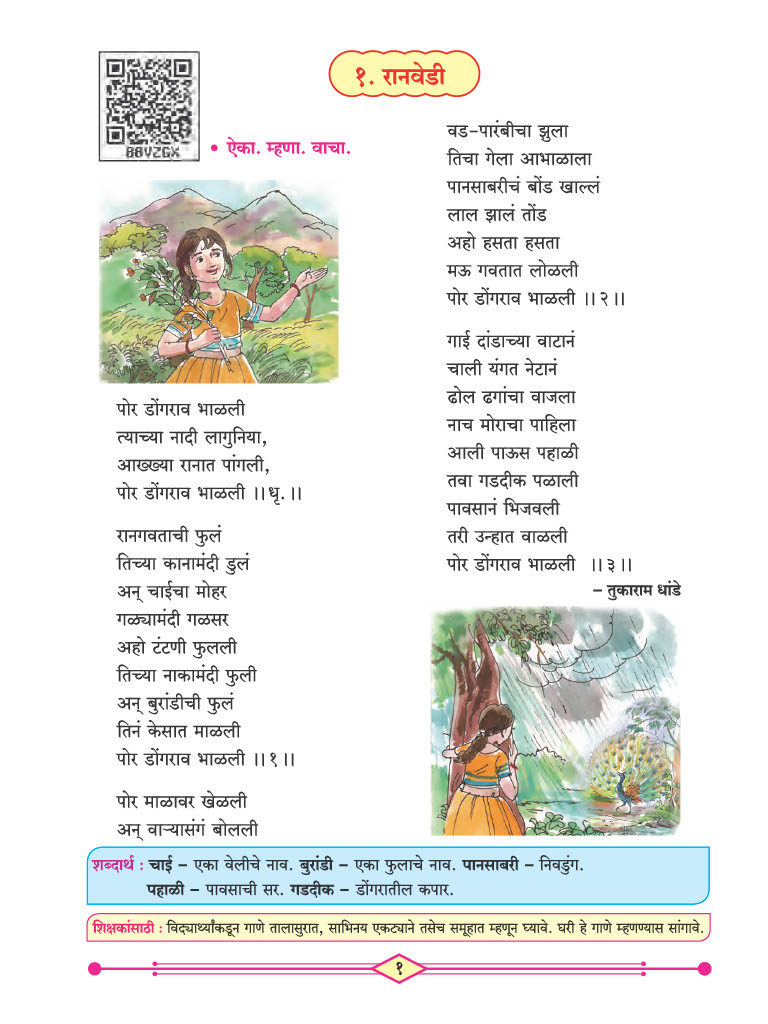 १. रानवेडी
B8VZGX
• ऐका. म्हणा. वाचा.
पोर डोंगराव भाळली
त्याच्या नादी लागुनिया,
आख्ख्या रानात पांगली,
पोर डोंगराव भाळली ।।धृ.।।
रानगवताची फुलं
तिच्या कानामंदी डुलं
अन् चाईचा मोहर
गळ्यामंदी गळसर
अहो टंटणी फुलली
तिच्या नाकामंदी फुली
अन् बुरांडीची फुलं
तिनं केसात माळली
पोर डोंगराव भाळली ।।१।।
पोर माळावर खेळली
अन् वाऱ्यासंगं बोलली
वड-पारंबीचा झुला
तिचा गेला आभाळाला
पानसाबरीचं बोंड खाल्लं
लाल झालं तोंड
अहो हसता हसता
मऊ गवतात लोळली
पोर डोंगराव भाळली ।।२।।
गाई दांडाच्या वाटानं
चाली यंगत नेटानं
ढोल ढगांचा वाजला
नाच मोराचा पाहिला
आली पाऊस पहाळी
तवा गडदीक पळाली
पावसानं भिजवली
तरी उन्हात वाळली
पोर डोंगराव भाळली ।।३।।
– तुकाराम धांडे
शब्दार्थ : चाई – एका वेलीचे नाव. बुरांडी – एका फुलाचे नाव. पानसाबरी – निवडुंग.
पहाळी – पावसाची सर. गडदीक – डोंगरातील कपार.
शिक्षकांसाठी : विद्यार्थ्यांकडून गाणे तालासुरात, साभिनय एकट्याने तसेच समूहात म्हणून घ्यावे. घरी हे गाणे म्हणण्यास सांगावे.
१